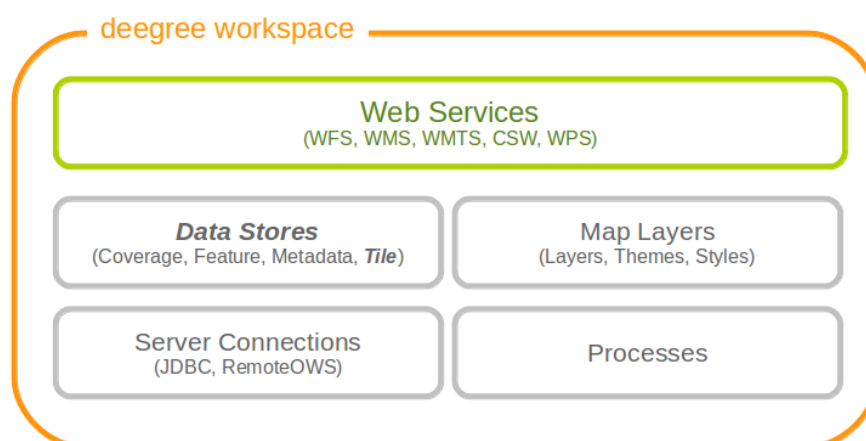 deegree workspace
Web Services
(WFS, WMS, WMTS, CSW, WPS)
Data Stores
(Coverage, Feature, Metadata, Tile)
Map Layers
(Layers, Themes, Styles)
Server Connections
(JDBC, RemoteOWS)
Processes